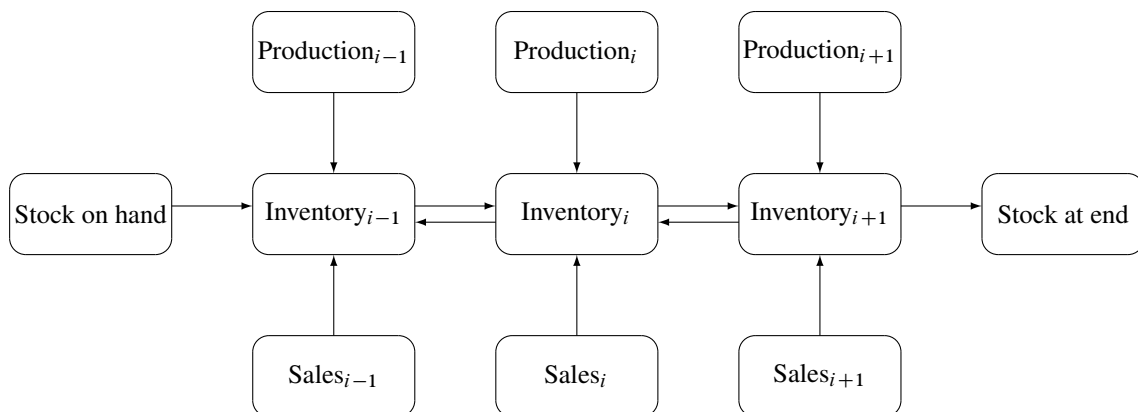 Production_{i−1}
Production_i
Production_{i+1}
Stock on hand
Inventory_{i−1}
Inventory_i
Inventory_{i+1}
Stock at end
Sales_{i−1}
Sales_i
Sales_{i+1}